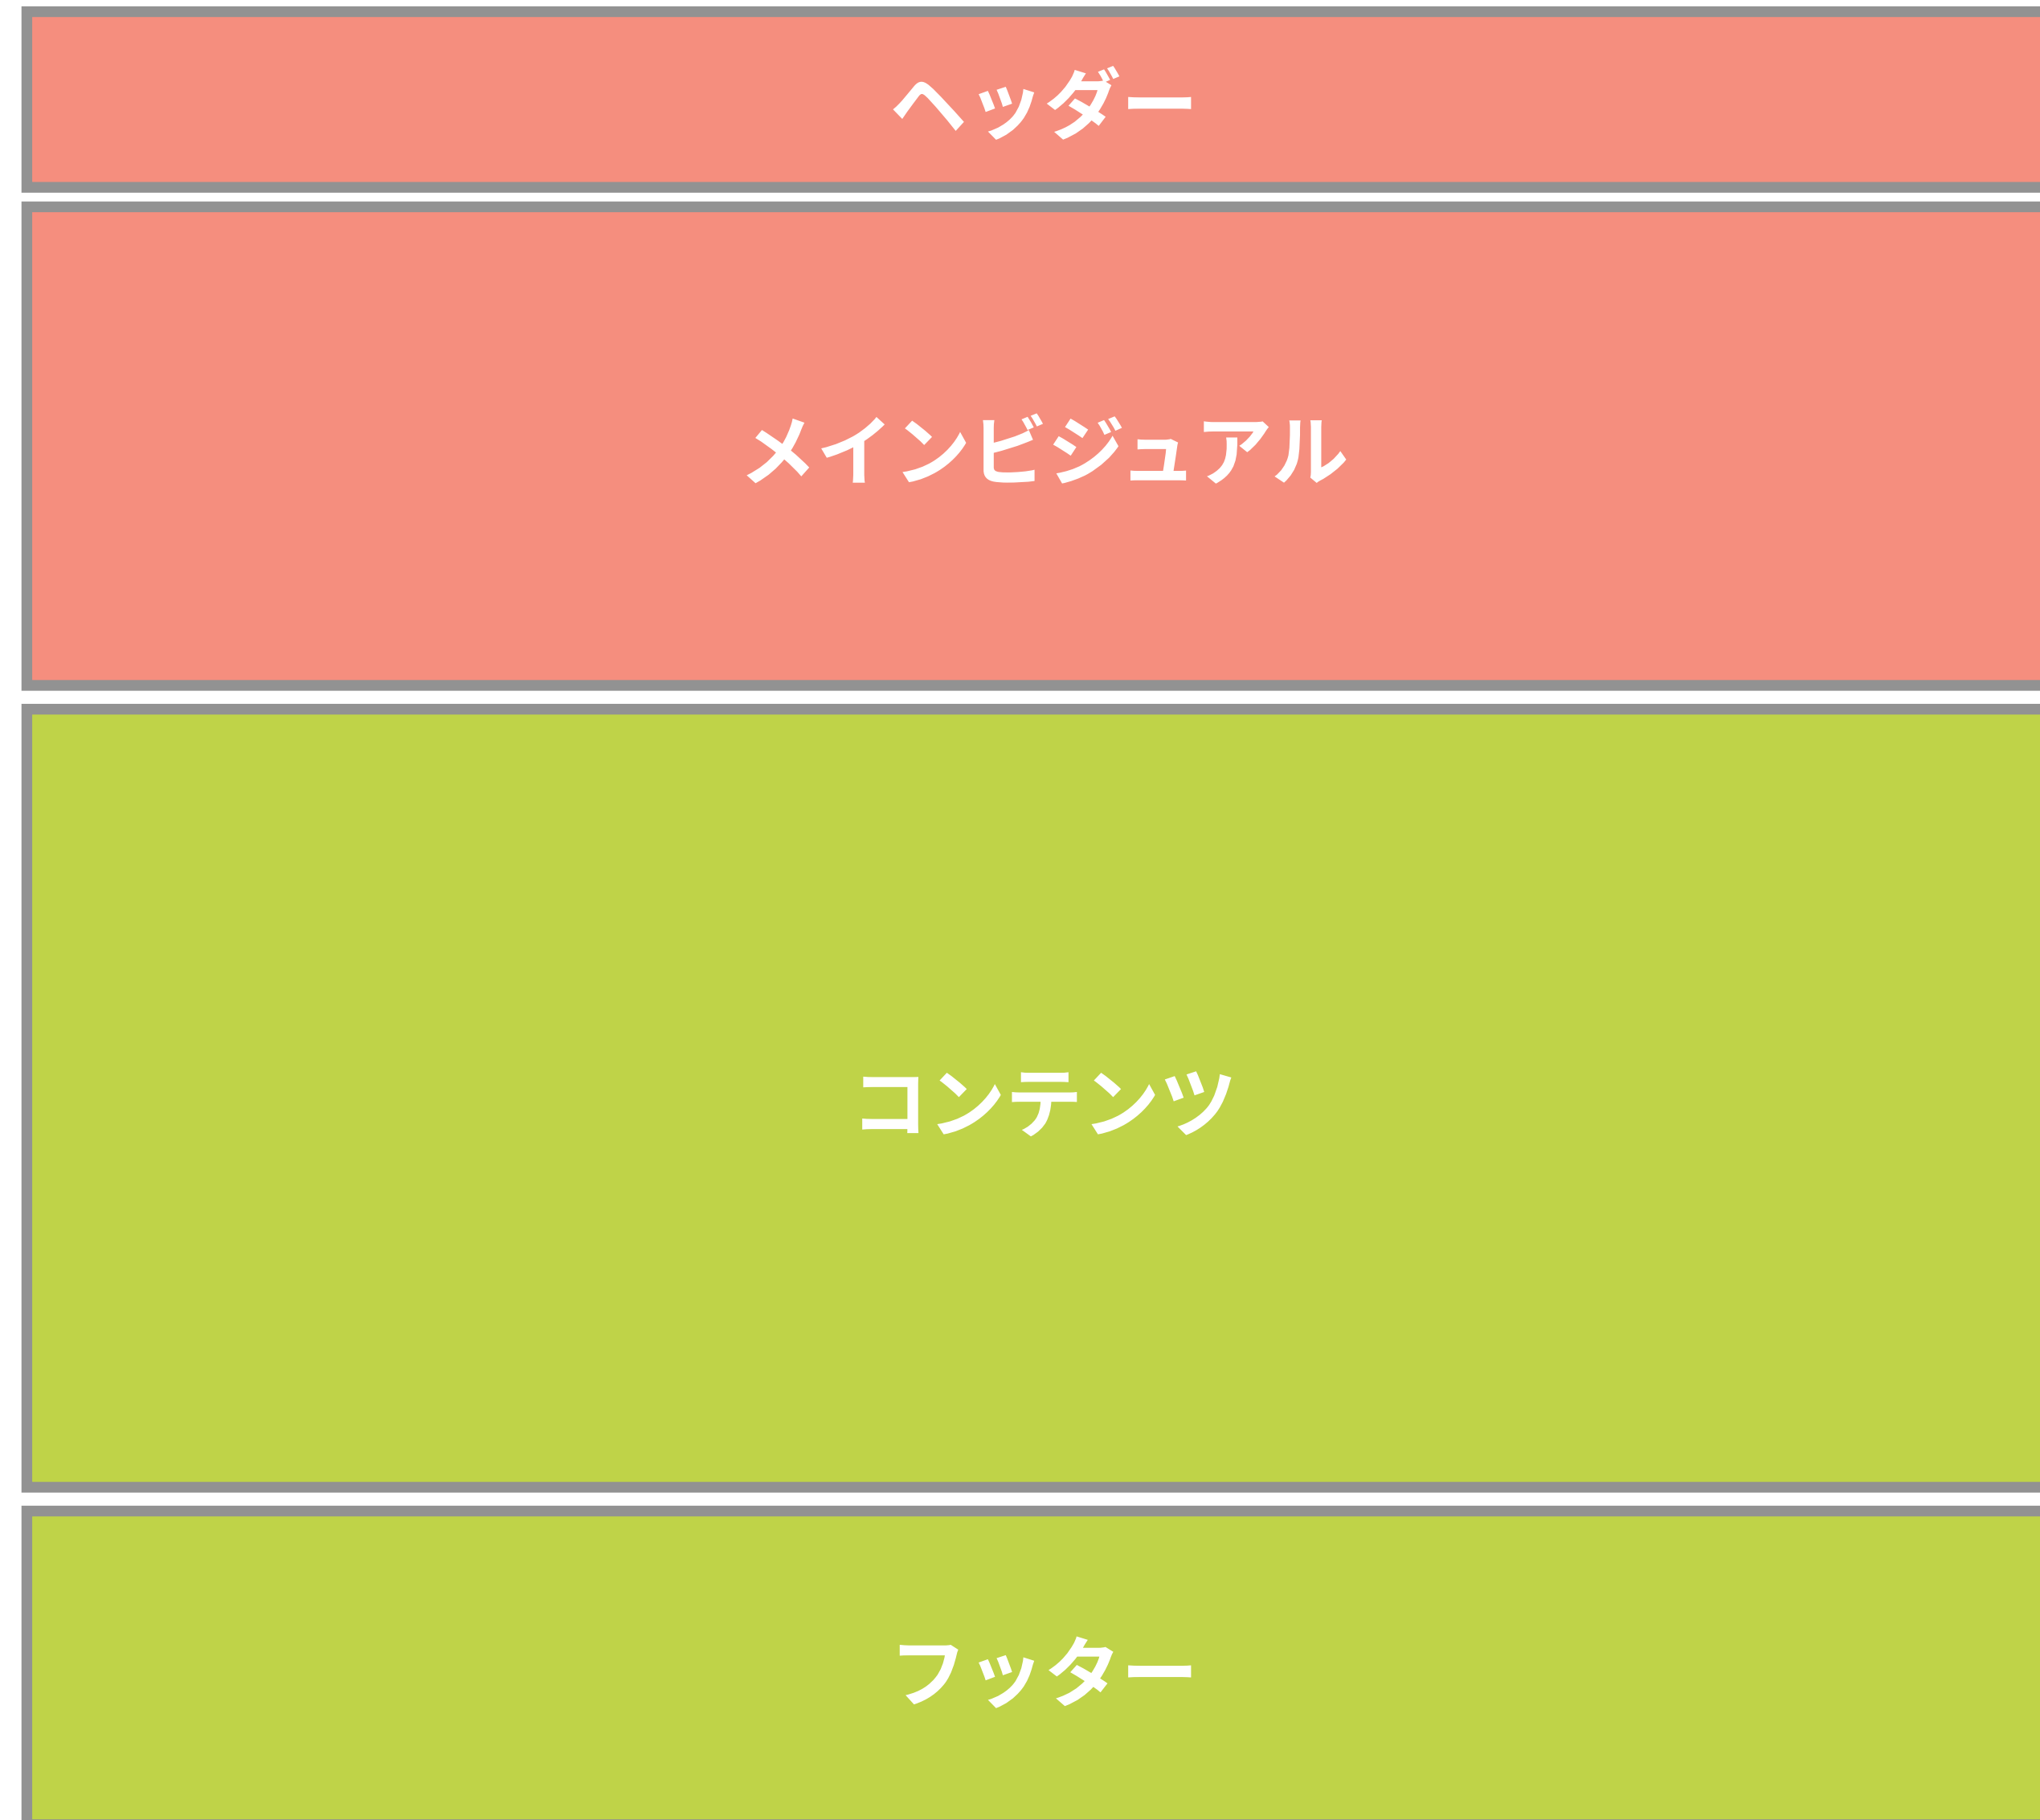 ヘッダー
メインビジュアル
コンテンツ
フッター